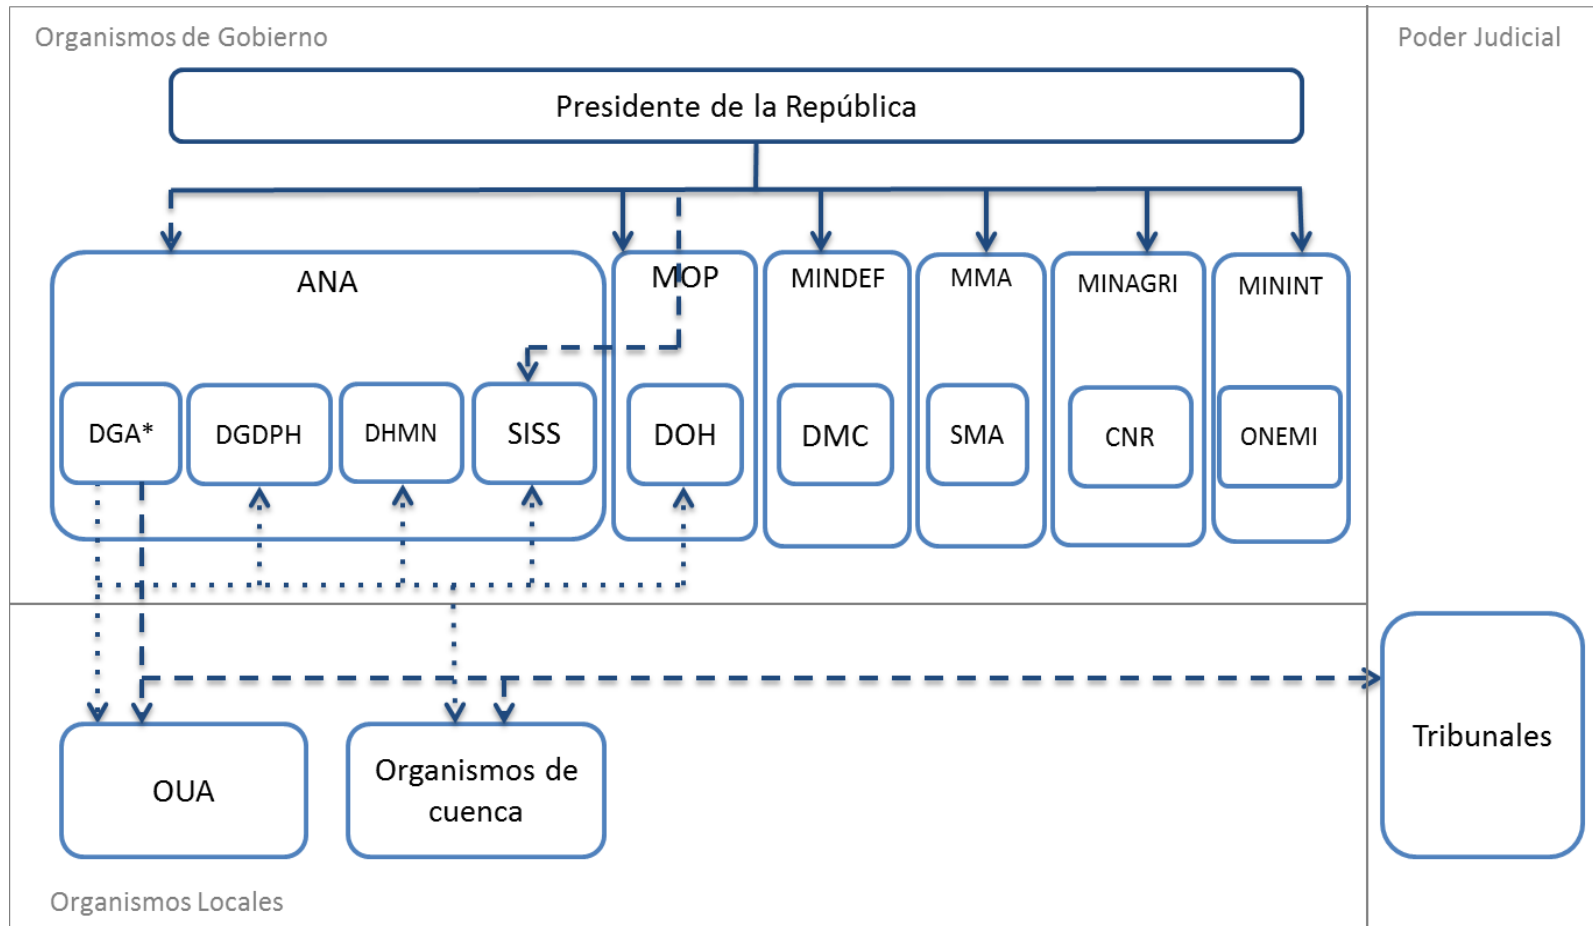 Organismos de Gobierno
Poder Judicial
Presidente de la República
ANA
MOP
MINDEF
MMA
MINAGRI
MININT
DGA*
DGDPH
DHMN
SISS
DOH
DMC
SMA
CNR
ONEMI
OUA
Organismos de
cuenca
Tribunales
Organismos Locales